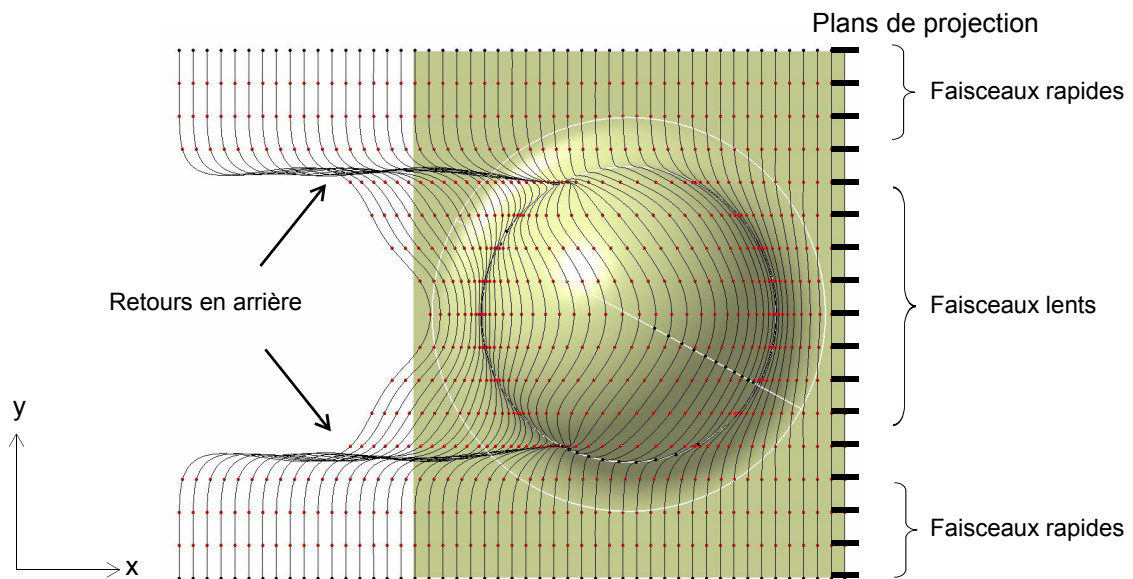 Plans de projection
Faisceaux rapides
Retours en arrière
Faisceaux lents
y
Faisceaux rapides
x